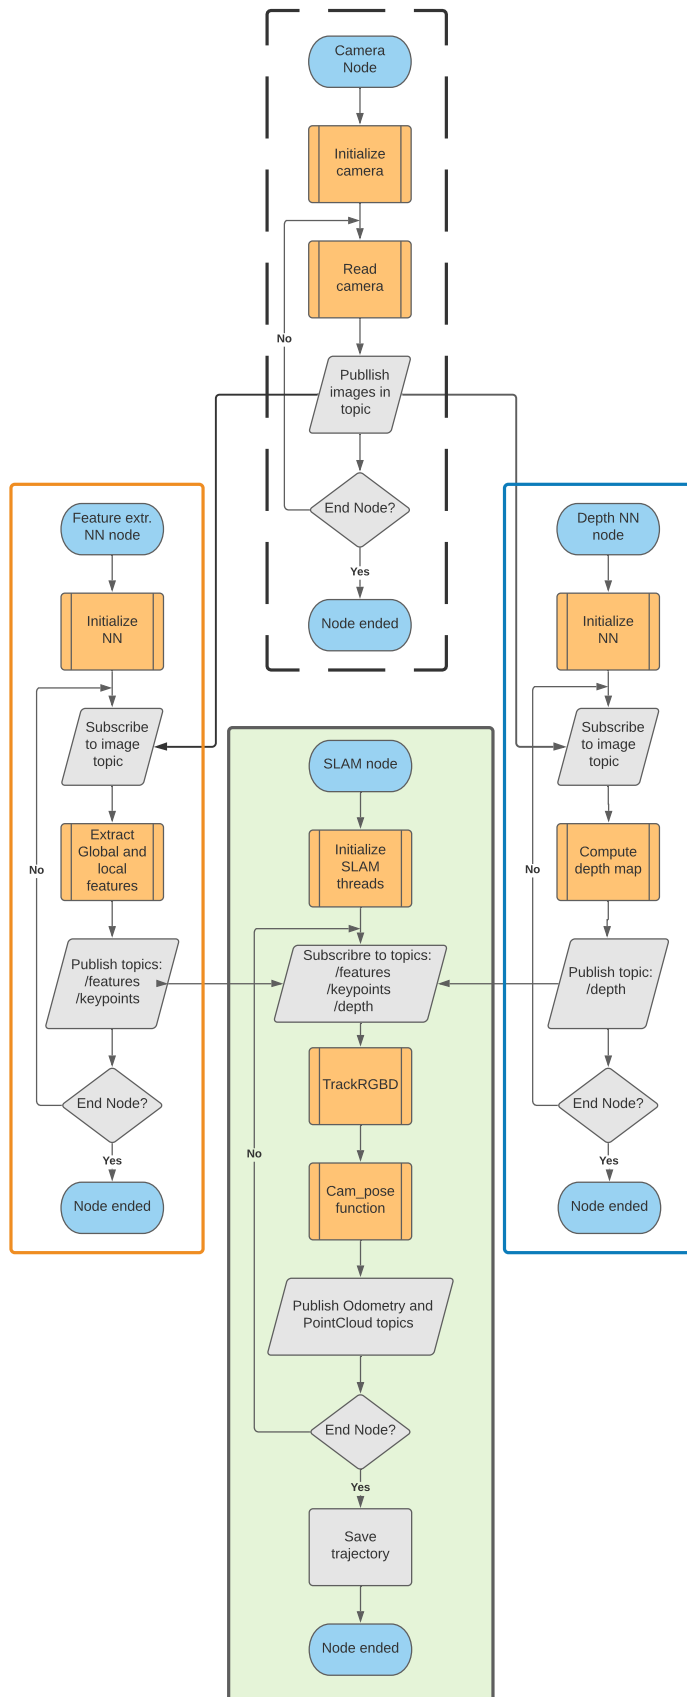 Camera
Node
Initialize
camera
Read
camera
No
Publlish
images in
topic
End Node?
Yes
Node ended
Feature extr.
NN node
Initialize
NN
Subscribe
to image
topic
Extract
Global and
local
features
No
Publish topics:
/features
/keypoints
End Node?
Yes
Node ended
Depth NN
node
Initialize
NN
Subscribe
to image
topic
Compute
depth map
No
Publish topic:
/depth
End Node?
Yes
Node ended
SLAM node
Initialize
SLAM
threads
Subscribre to topics:
/features
/keypoints
/depth
TrackRGBD
No
Cam_pose
function
Publish Odometry and
PointCloud topics
End Node?
Yes
Save
trajectory
Node ended